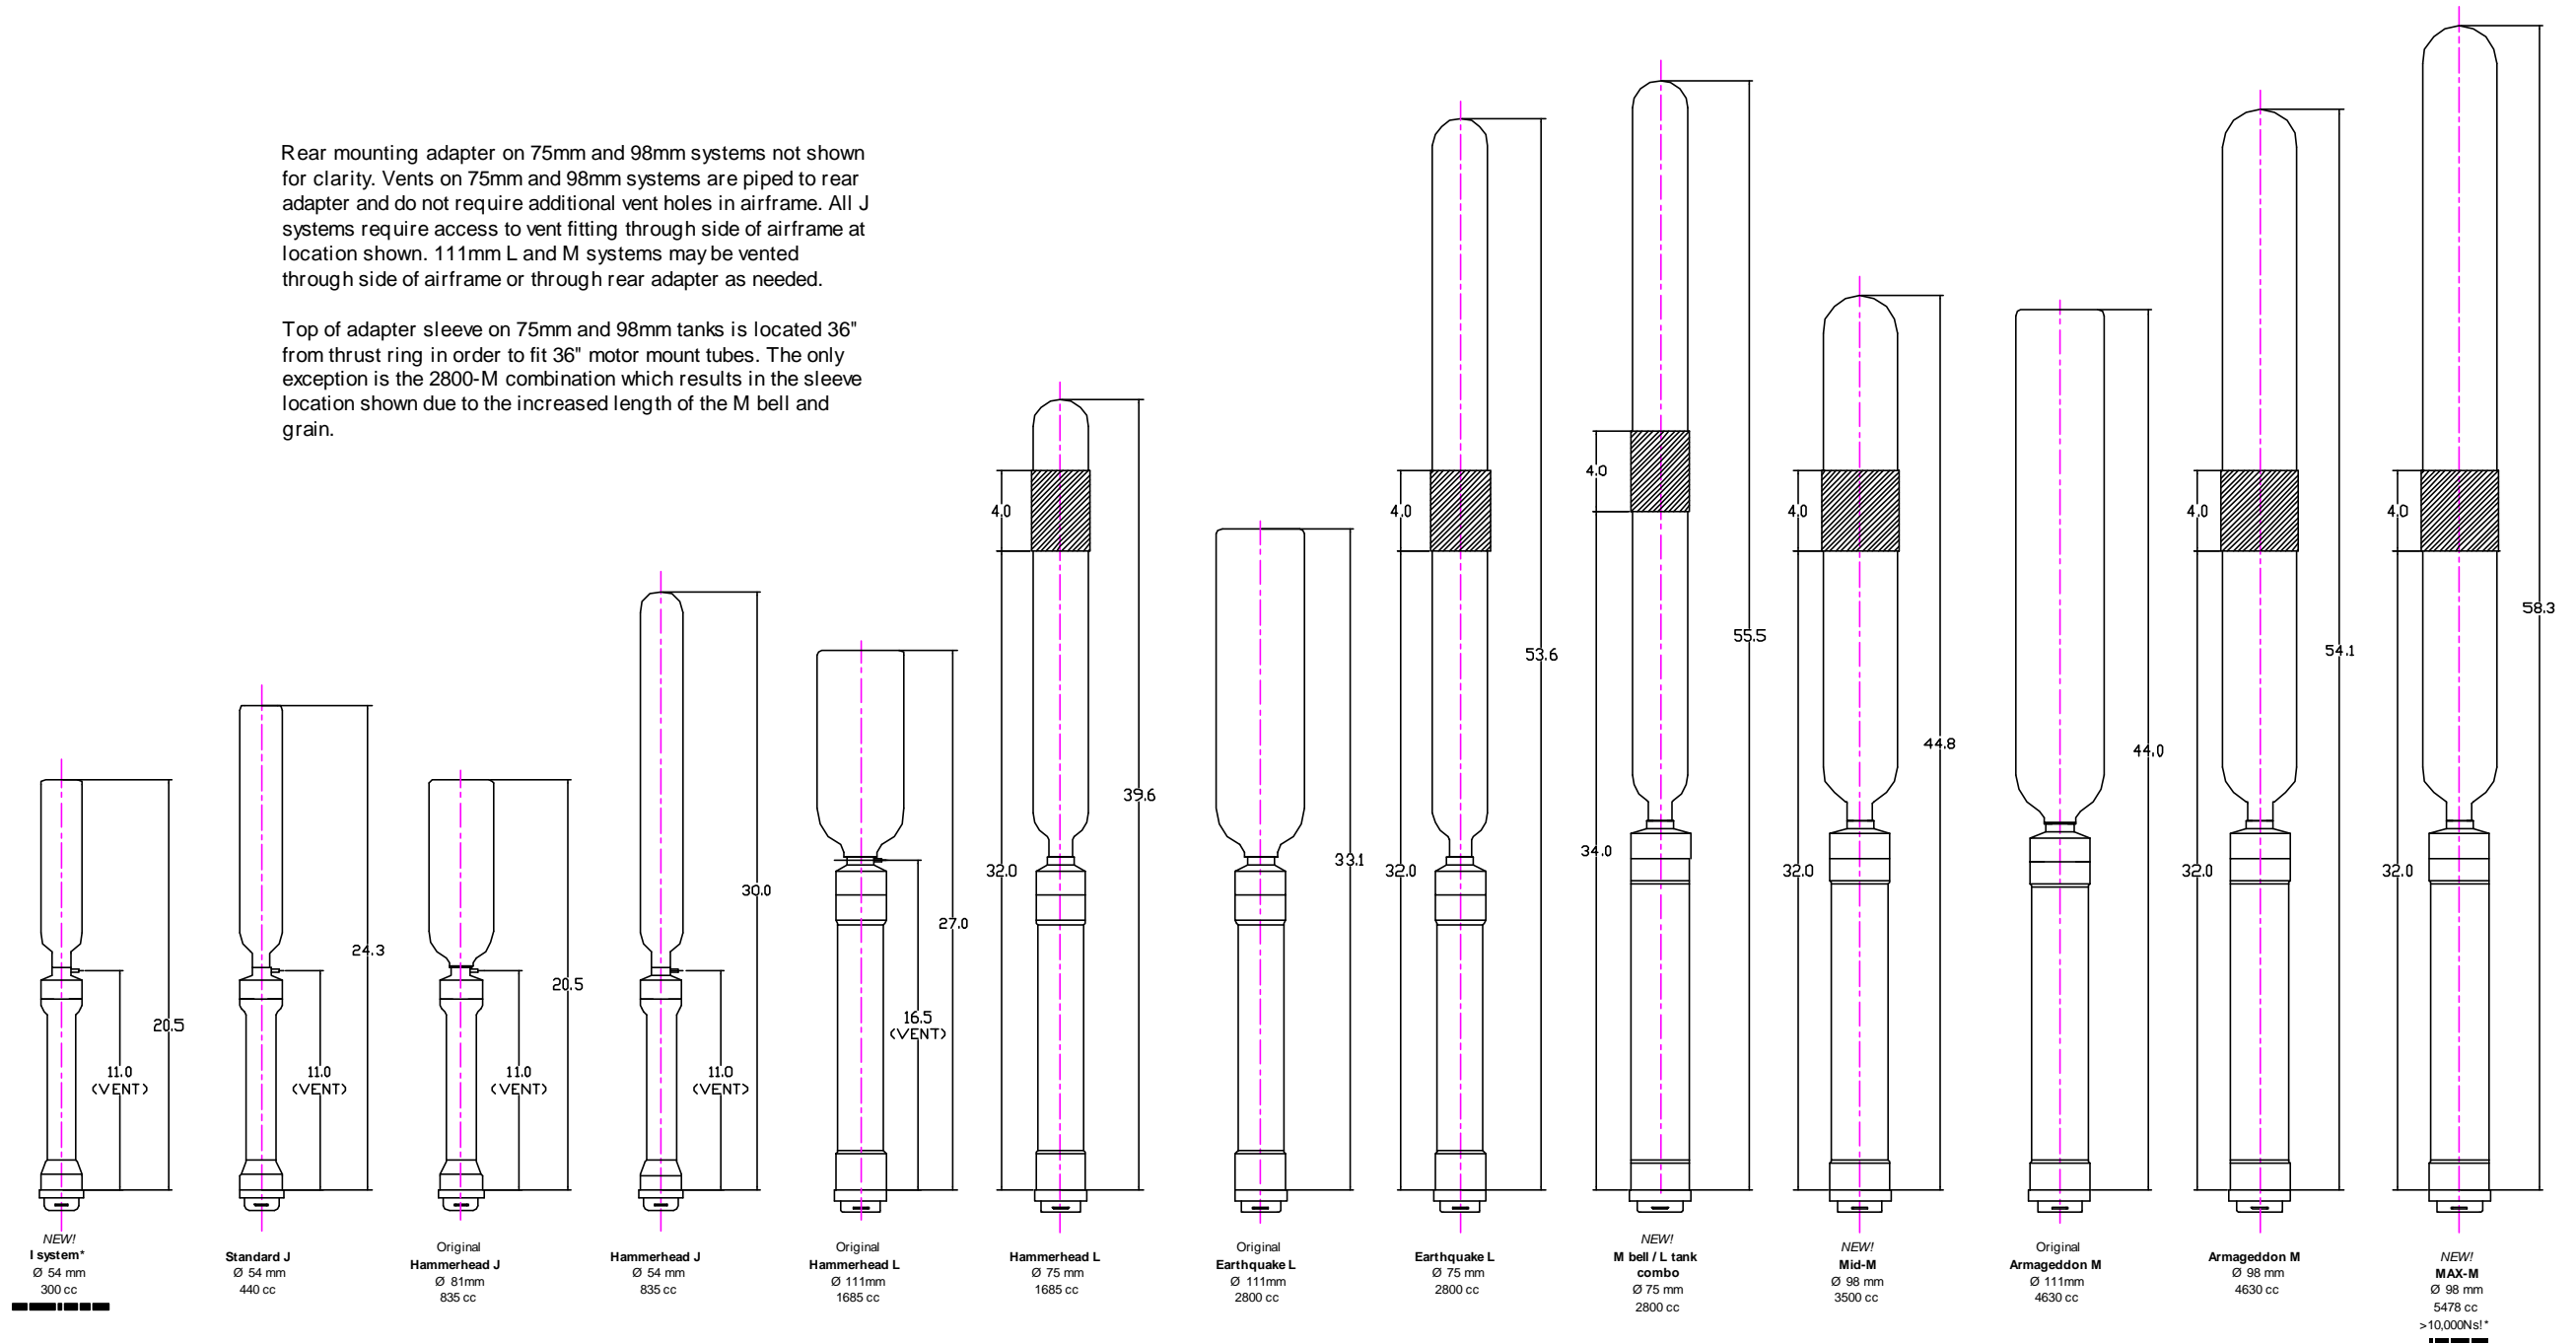 Rear mounting adapter on 75mm and 98mm systems not shown
for clarity. Vents on 75mm and 98mm systems are piped to rear
adapter and do not require additional vent holes in airframe. All J
systems require access to vent fitting through side of airframe at
location shown. 111mm L and M systems may be vented
through side of airframe or through rear adapter as needed.
Top of adapter sleeve on 75mm and 98mm tanks is located 36"
from thrust ring in order to fit 36" motor mount tubes. The only
exception is the 2800-M combination which results in the sleeve
location shown due to the increased length of the M bell and
grain.
11.0
(VENT)
20.5
NEW!
I system*
Ø 54 mm
300 cc
11.0
(VENT)
24.3
Standard J
Ø 54 mm
440 cc
11.0
(VENT)
20.5
Original
Hammerhead J
Ø 81mm
835 cc
11.0
(VENT)
30.0
Hammerhead J
Ø 54 mm
835 cc
16.5
(VENT)
27.0
Original
Hammerhead L
Ø 111mm
1685 cc
4.0
32.0
39.6
Hammerhead L
Ø 75 mm
1685 cc
33.1
Original
Earthquake L
Ø 111mm
2800 cc
4.0
32.0
53.6
Earthquake L
Ø 75 mm
2800 cc
4.0
34.0
55.5
NEW!
M bell / L tank
combo
Ø 75 mm
2800 cc
4.0
32.0
44.8
NEW!
Mid-M
Ø 98 mm
3500 cc
44.0
Original
Armageddon M
Ø 111mm
4630 cc
4.0
32.0
54.1
Armageddon M
Ø 98 mm
4630 cc
4.0
32.0
58.3
NEW!
MAX-M
Ø 98 mm
5478 cc
>10,000Ns!*